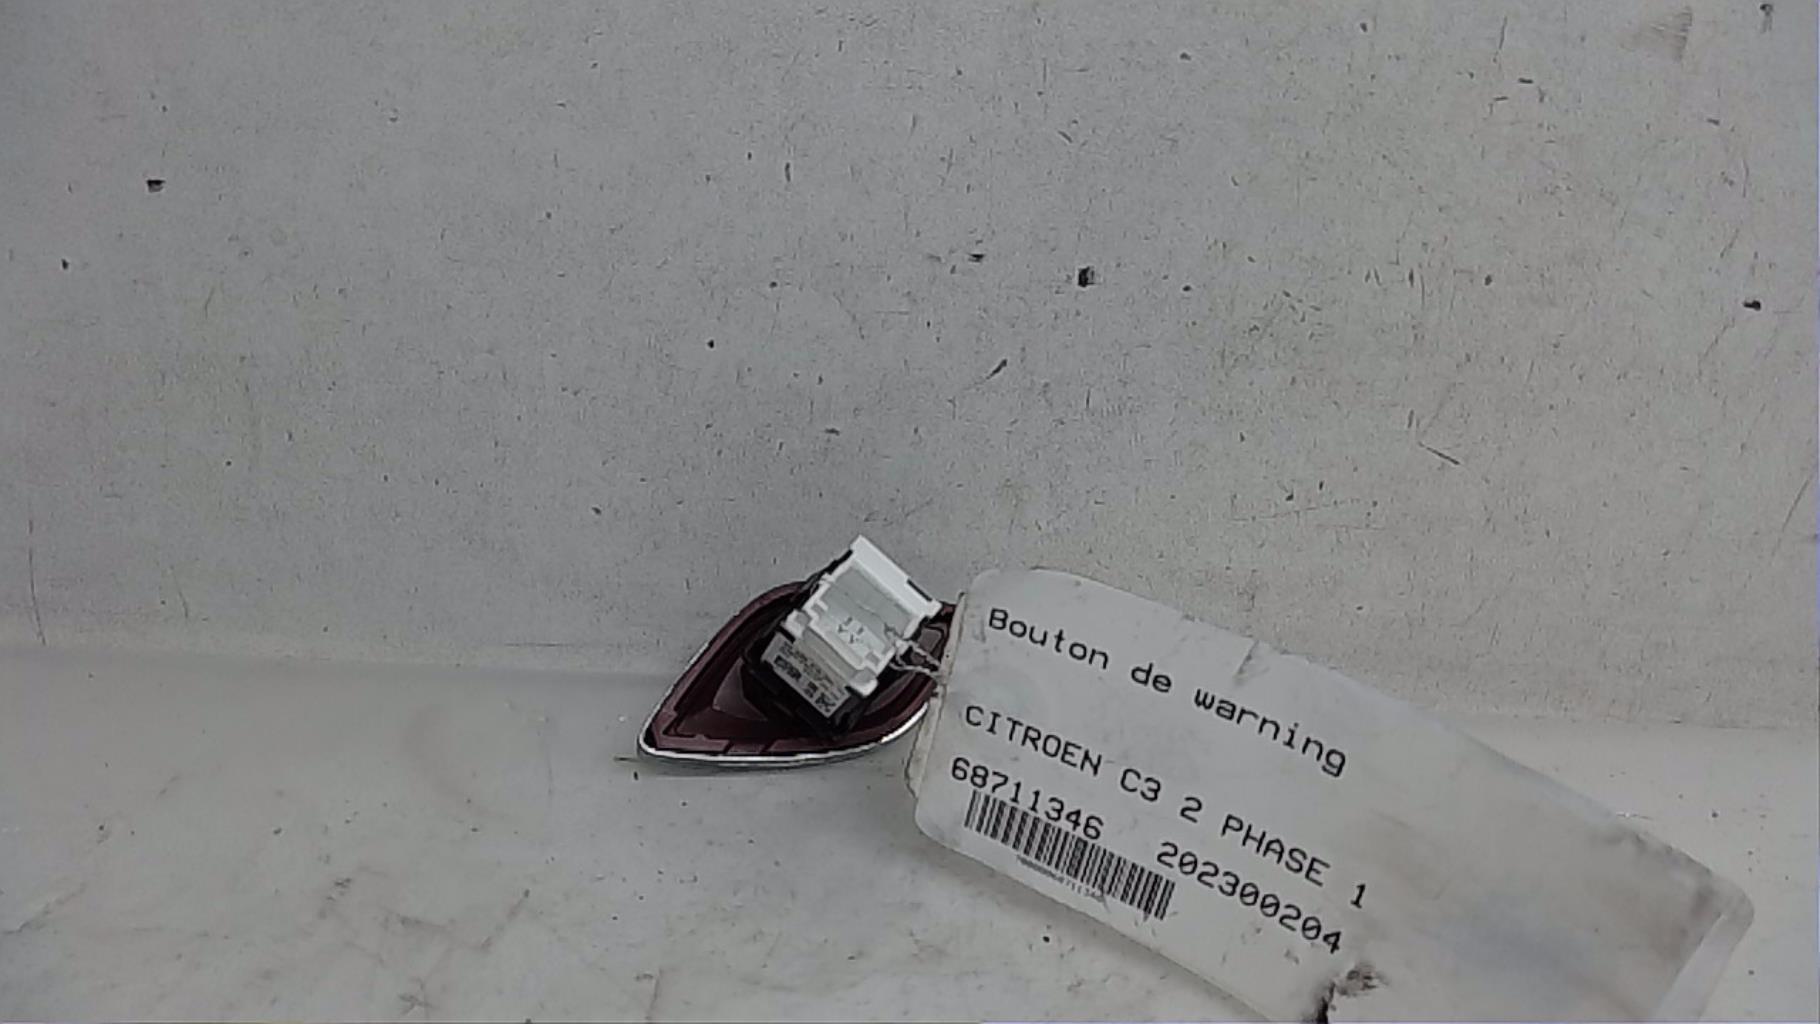 Bouton de warning
CITROEN C3 2 PHASE 1
68711346 202300204